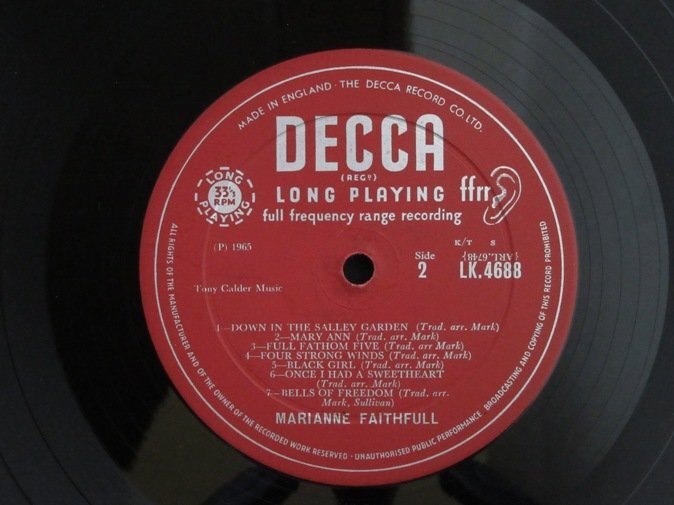 MADE IN ENGLAND · THE DECCA RECORD CO. LTD.
DECCA
(REGD)
LONG PLAYING
ffrr
full frequency range recording
LONG PLAYING
33⅓
RPM
(P) 1965
Side
2
K/T S
(ARL.6748)
LK.4688
Tony Calder Music
1—DOWN IN THE SALLEY GARDEN (Trad. arr. Mark)
2—MARY ANN (Trad. arr. Mark)
3—FULL FATHOM FIVE (Trad. arr. Mark)
4—FOUR STRONG WINDS (Trad. arr. Mark)
5—BLACK GIRL (Trad. arr. Mark)
6—ONCE I HAD A SWEETHEART
(Trad. arr. Mark)
7—BELLS OF FREEDOM (Trad. arr.
Mark, Sullivan)
MARIANNE FAITHFULL
ALL RIGHTS OF THE MANUFACTURER AND OF THE OWNER OF THE RECORDED WORK RESERVED · UNAUTHORISED PUBLIC PERFORMANCE BROADCASTING AND COPYING OF THIS RECORD PROHIBITED